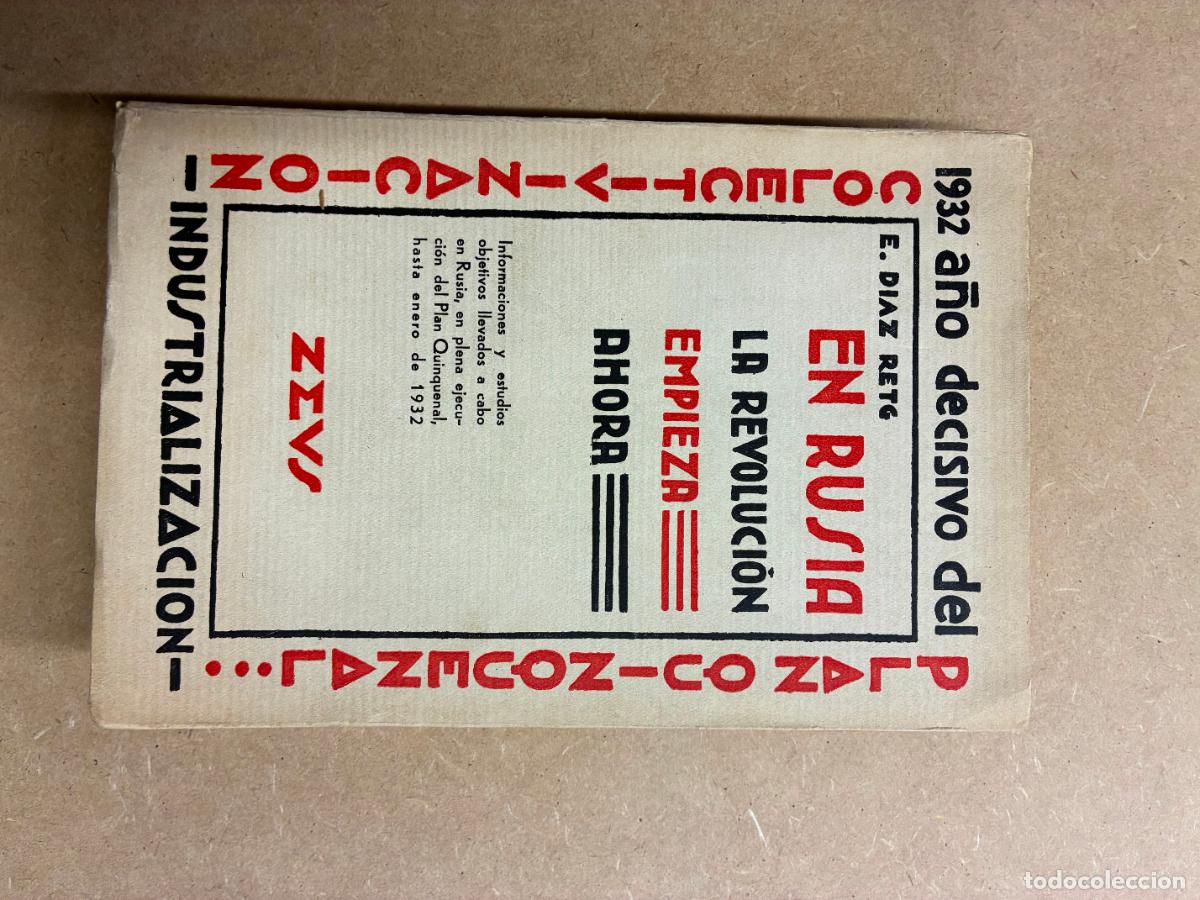 1932 año decisivo del
PLAN QUINQUENAL...
COLECTIVIZACION
E. DIAZ RETG
EN RUSIA
LA REVOLUCIÓN
EMPIEZA
AHORA
Informaciones y estudios
objetivos llevados a cabo
en Rusia, en plena ejecu-
ción del Plan Quinquenal,
hasta enero de 1932
ZEVS
—INDUSTRIALIZACION—
todocoleccion